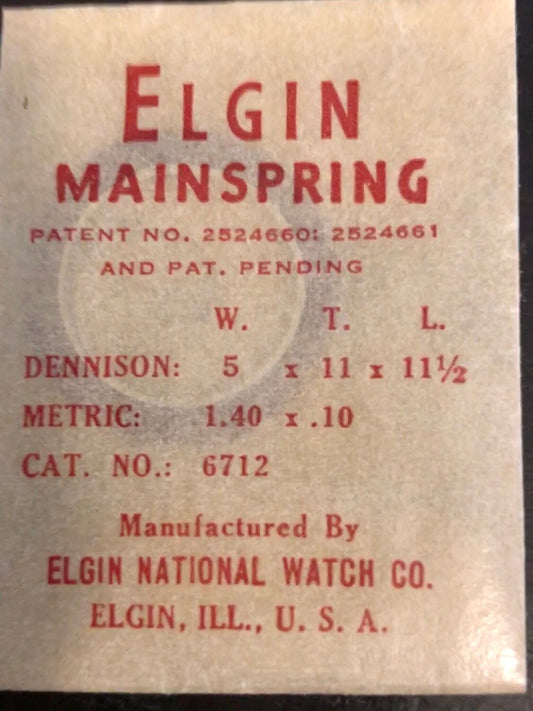 ELGIN
MAINSPRING
PATENT NO. 2524660: 2524661
AND PAT. PENDING
W. T. L.
DENNISON: 5 x 11 x 11½
METRIC: 1.40 x .10
CAT. NO.: 6712
Manufactured By
ELGIN NATIONAL WATCH CO.
ELGIN, ILL., U. S. A.